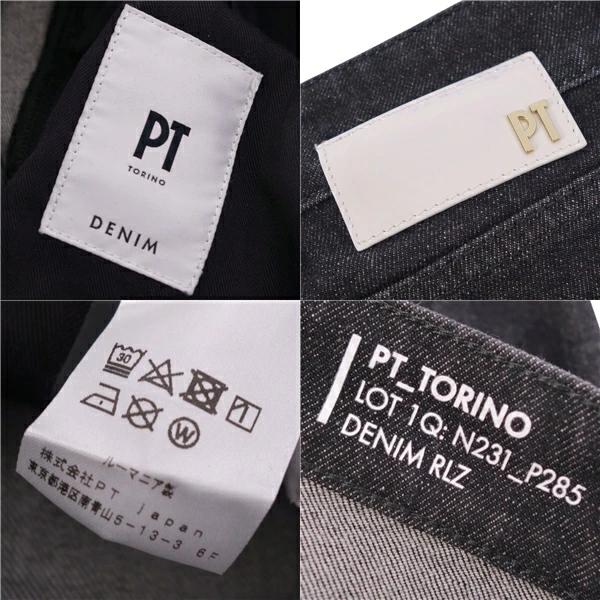 PT
TORINO
DENIM
PT
30
W
ルーマニア製
株式会社PT japan
東京都港区南青山5-13-3 6F
PT_TORINO
LOT 1Q: N231_P285
DENIM RLZ